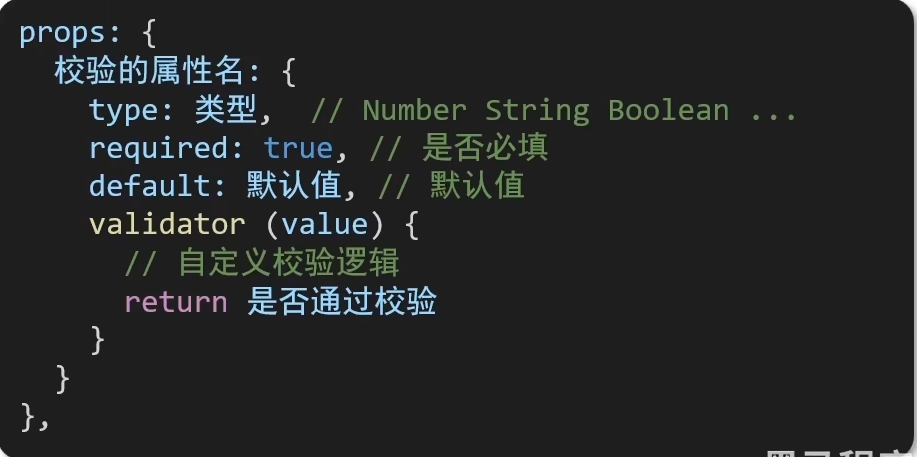 props: {
  校验的属性名: {
    type: 类型,  // Number String Boolean ...
    required: true, // 是否必填
    default: 默认值, // 默认值
    validator (value) {
      // 自定义校验逻辑
      return 是否通过校验
    }
  }
},